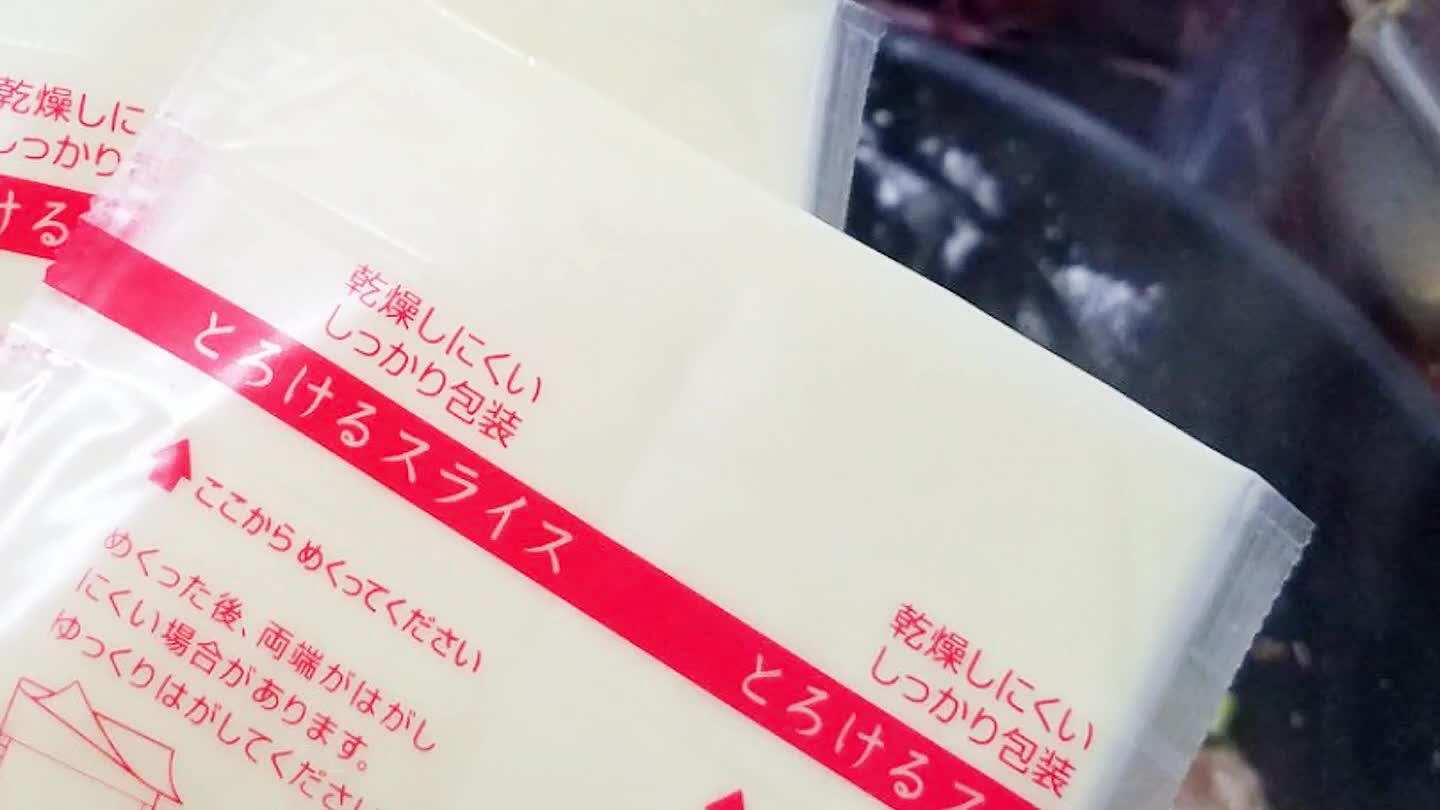 乾燥しに
しっかり
ける
乾燥しにくい
しっかり包装
とろけるスライス
ここからめくってください
めくった後、両端がはがし
にくい場合があります。
ゆっくりはがしてください
乾燥しにくい
しっかり包装
とろけるス